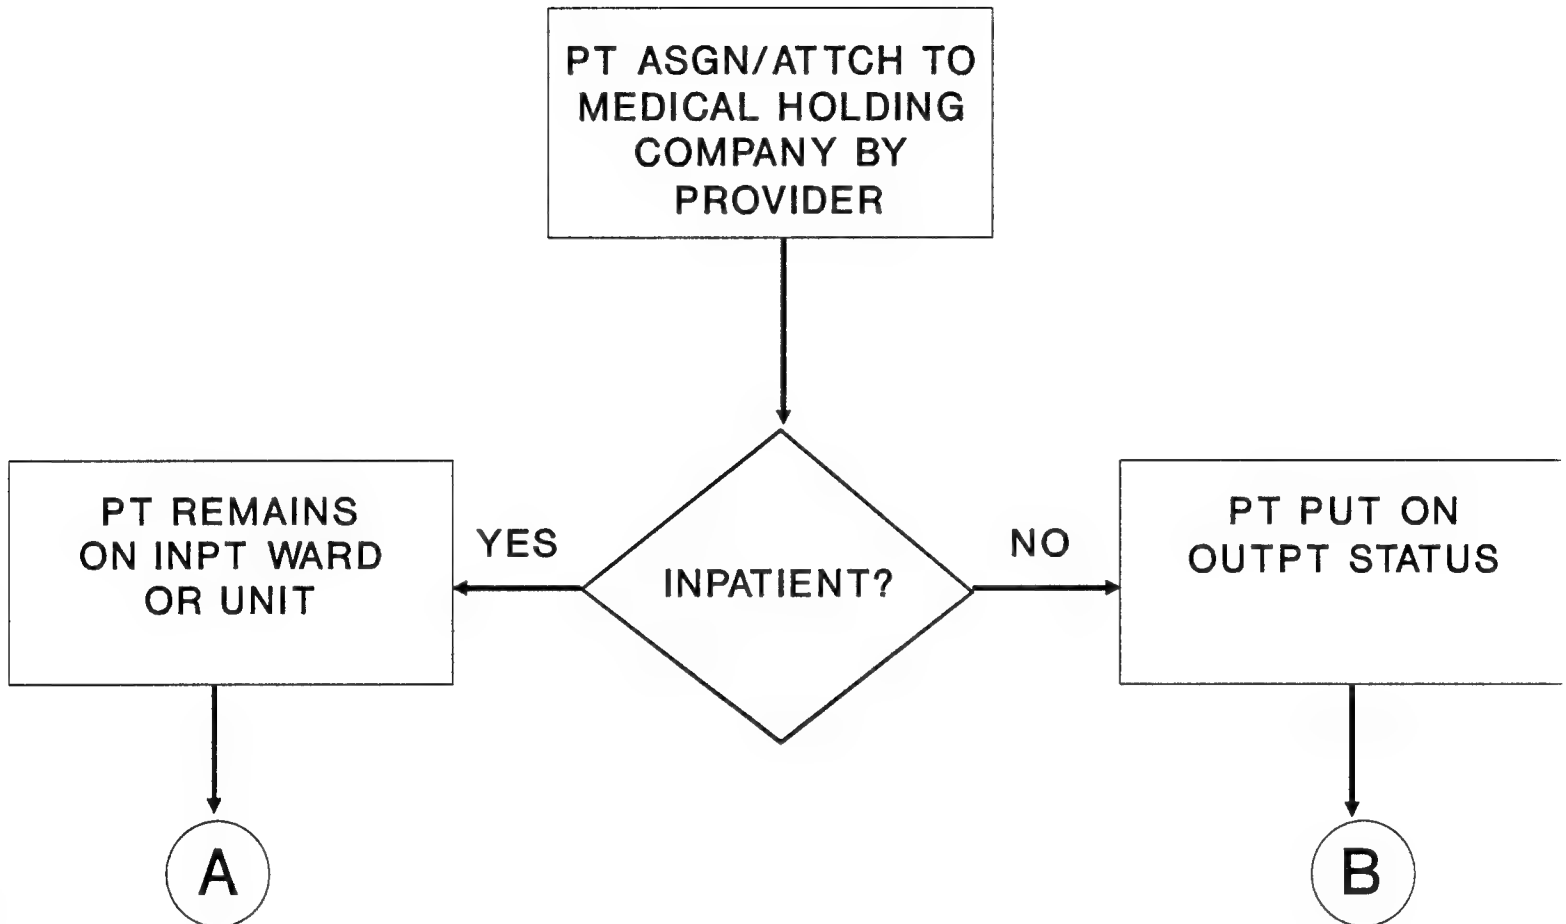 PT ASGN/ATTCH TO
MEDICAL HOLDING
COMPANY BY
PROVIDER
INPATIENT?
YES
NO
PT REMAINS
ON INPT WARD
OR UNIT
PT PUT ON
OUTPT STATUS
A
B